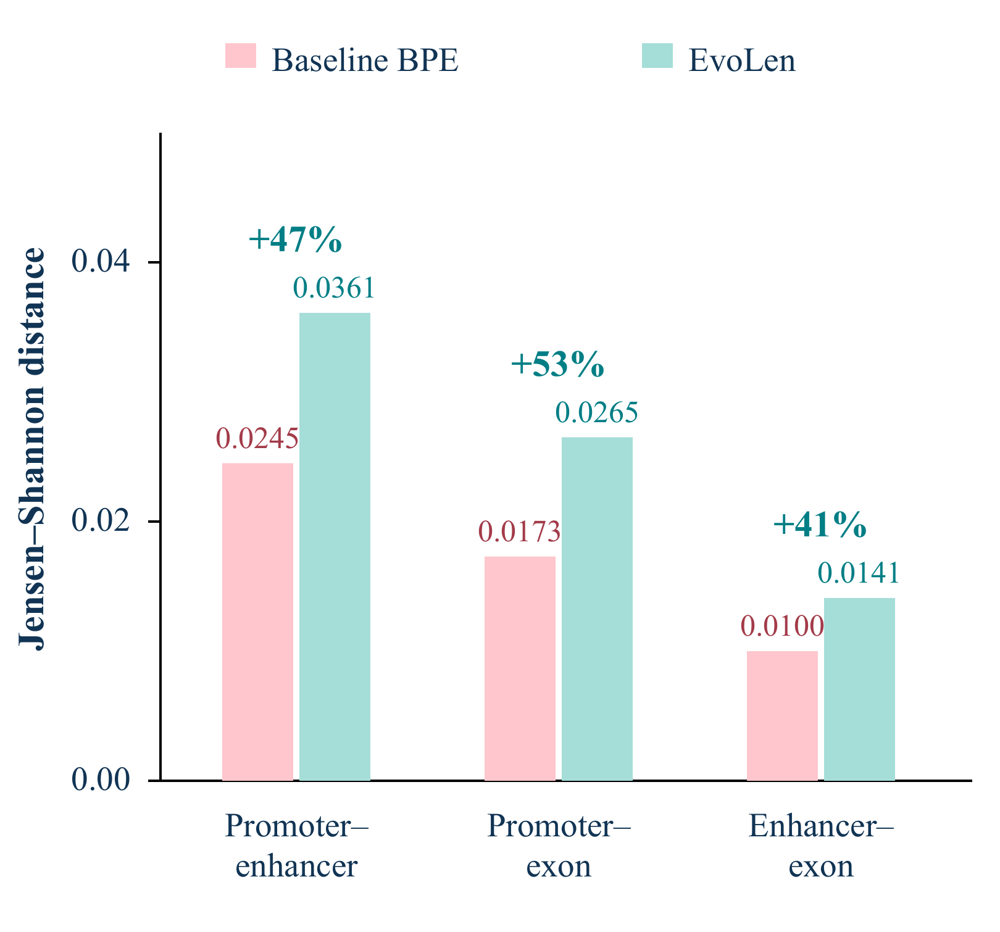 Baseline BPE
EvoLen
Jensen–Shannon distance
0.04
0.02
0.00
+47%
0.0361
0.0245
+53%
0.0265
0.0173
+41%
0.0141
0.0100
Promoter–
enhancer
Promoter–
exon
Enhancer–
exon